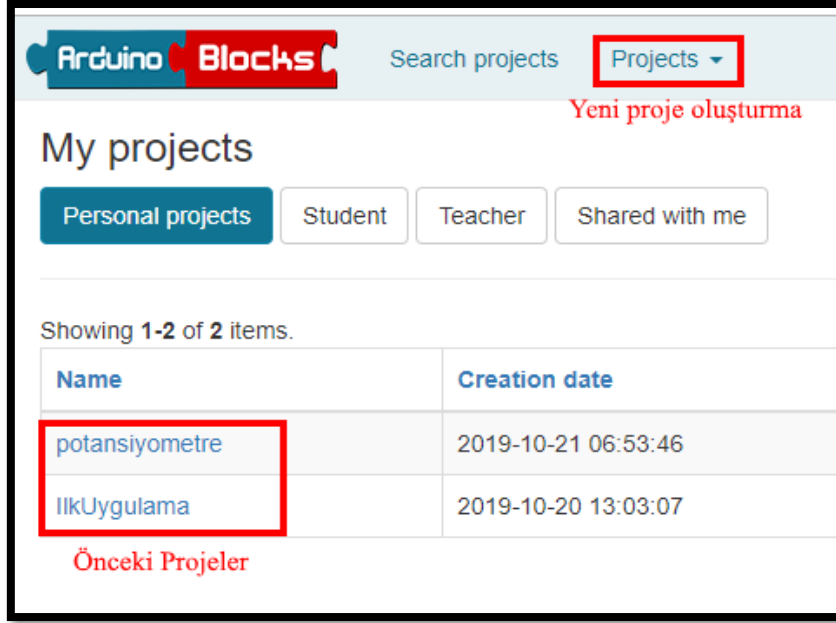 Arduino Blocks Search projects Projects
Yeni proje oluşturma
My projects
Personal projects Student Teacher Shared with me
Showing 1-2 of 2 items.
Name Creation date
potansiyometre 2019-10-21 06:53:46
IlkUygulama 2019-10-20 13:03:07
Önceki Projeler